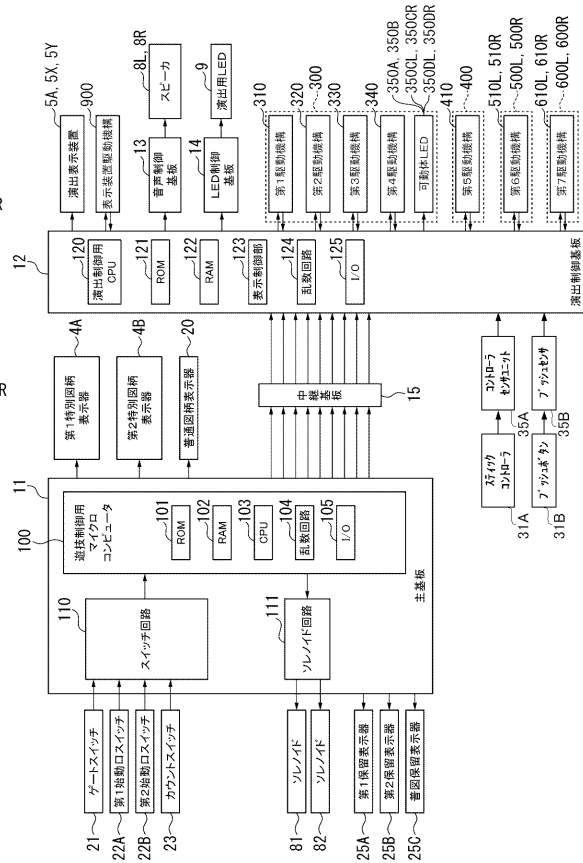 5A, 5X, 5Y
演出表示装置
900
表示装置駆動機構
8L, 8R
スピーカ
13
音声制御
基板
9
演出用LED
14
LED制御
基板
310
第1駆動機構
320
第2駆動機構
300
330
第3駆動機構
340
第4駆動機構
可動体LED
350A, 350B
350CL, 350CR
350DL, 350DR
410
第5駆動機構
400
510L, 510R
第6駆動機構
500L, 500R
610L, 610R
第7駆動機構
600L, 600R
R
12
120
演出制御用
CPU
121
ROM
122
RAM
123
表示制御部
124
乱数回路
125
I/O
演出制御基板
4A
第1特別図柄
表示器
4B
第2特別図柄
表示器
20
普通図柄表示器
R
中継基板
15
コントローラ
センサユニット
35A
プッシュセンサ
35B
スティック
コントローラ
31A
プッシュボタン
31B
11
100
遊技制御用
マイクロ
コンピュータ
101
ROM
102
RAM
103
CPU
104
乱数回路
105
I/O
110
スイッチ回路
111
ソレノイド回路
主基板
ゲートスイッチ
21
第1始動口スイッチ
22A
第2始動口スイッチ
22B
カウントスイッチ
23
ソレノイド
81
ソレノイド
82
第1保留表示器
25A
第2保留表示器
25B
普図保留表示器
25C